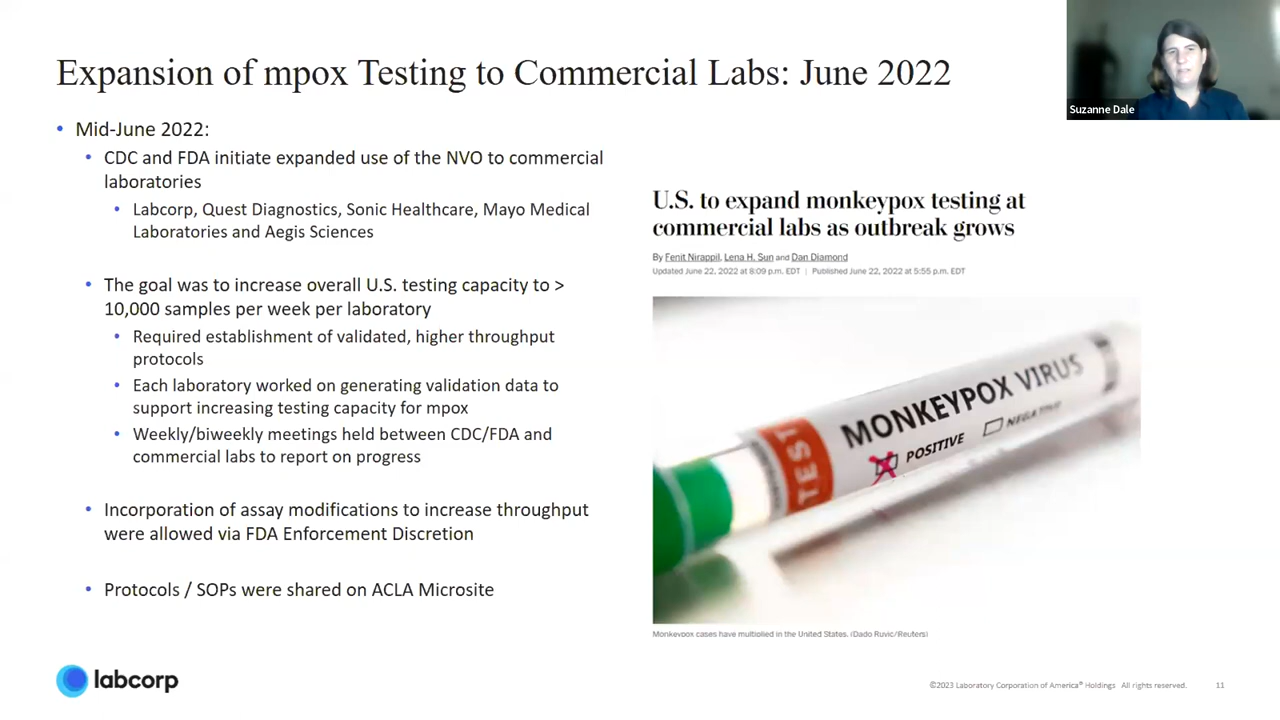 Expansion of mpox Testing to Commercial Labs: June 2022
Suzanne Dale
• Mid-June 2022:
• CDC and FDA initiate expanded use of the NVO to commercial
laboratories
• Labcorp, Quest Diagnostics, Sonic Healthcare, Mayo Medical
Laboratories and Aegis Sciences
• The goal was to increase overall U.S. testing capacity to >
10,000 samples per week per laboratory
• Required establishment of validated, higher throughput
protocols
• Each laboratory worked on generating validation data to
support increasing testing capacity for mpox
• Weekly/biweekly meetings held between CDC/FDA and
commercial labs to report on progress
• Incorporation of assay modifications to increase throughput
were allowed via FDA Enforcement Discretion
• Protocols / SOPs were shared on ACLA Microsite
U.S. to expand monkeypox testing at
commercial labs as outbreak grows
By Fenit Nirappil, Lena H. Sun and Dan Diamond
Updated June 22, 2022 at 8:09 p.m. EDT | Published June 22, 2022 at 5:55 p.m. EDT
TEST
MONKEYPOX VIRUS
POSITIVE
NEGATIVE
Monkeypox cases have multiplied in the United States. (Dado Ruvic/Reuters)
labcorp
©2023 Laboratory Corporation of America® Holdings All rights reserved.
11